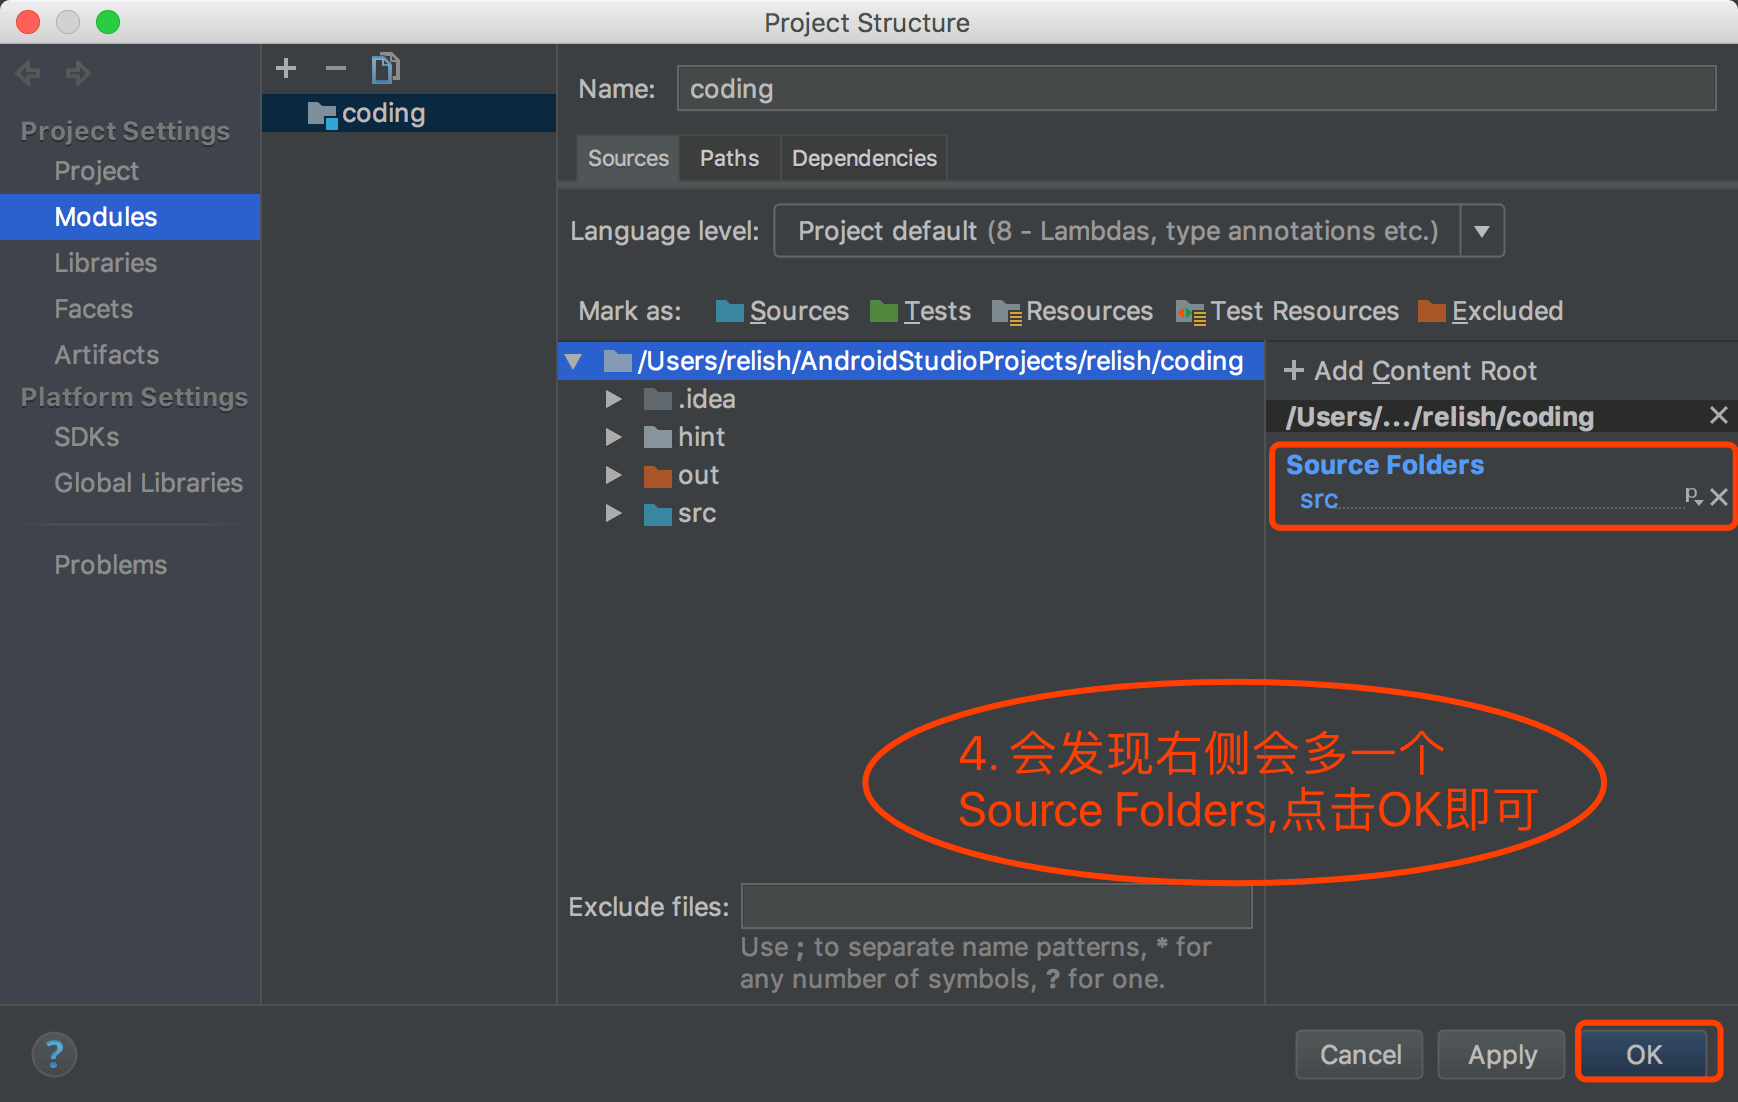 Project Structure
Project Settings
Project
Modules
Libraries
Facets
Artifacts
Platform Settings
SDKs
Global Libraries
Problems
coding
Name: coding
Sources Paths Dependencies
Language level: Project default (8 - Lambdas, type annotations etc.)
Mark as: Sources Tests Resources Test Resources Excluded
/Users/relish/AndroidStudioProjects/relish/coding
.idea
hint
out
src
+ Add Content Root
/Users/.../relish/coding
Source Folders
src
P
4. 会发现右侧会多一个
Source Folders,点击OK即可
Exclude files:
Use ; to separate name patterns, * for
any number of symbols, ? for one.
?
Cancel Apply OK